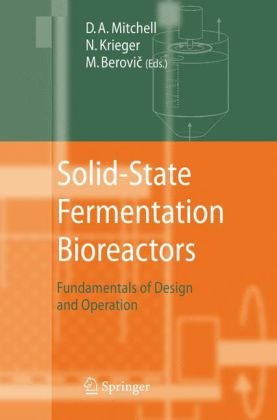 D. A. Mitchell
N. Krieger
M. Berovič (Eds.)
Solid-State
Fermentation
Bioreactors
Fundamentals of Design
and Operation
Springer